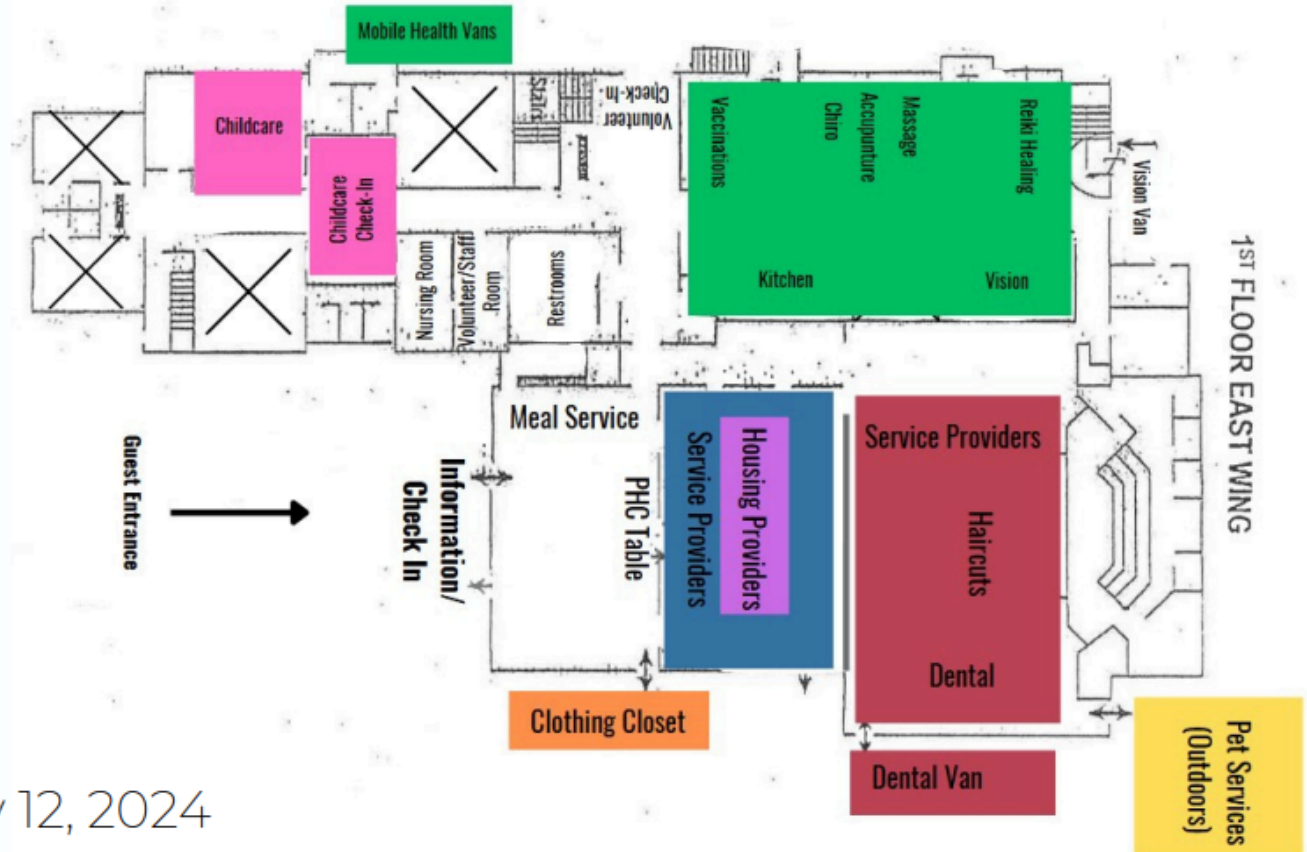 Mobile Health Vans
Childcare
Childcare
Check-In
Stairs
Volunteer
Check-In
Vaccinations
Chiro
Accupunture
Massage
Reiki Healing
Kitchen
Vision
Vision Van
1ST FLOOR EAST WING
Nursing Room
Volunteer/Staff
Room
Restrooms
Meal Service
Guest Entrance
Information/
Check In
PHC Table
Service Providers
Housing Providers
Service Providers
Haircuts
Dental
Clothing Closet
Dental Van
Pet Services
(Outdoors)
12, 2024